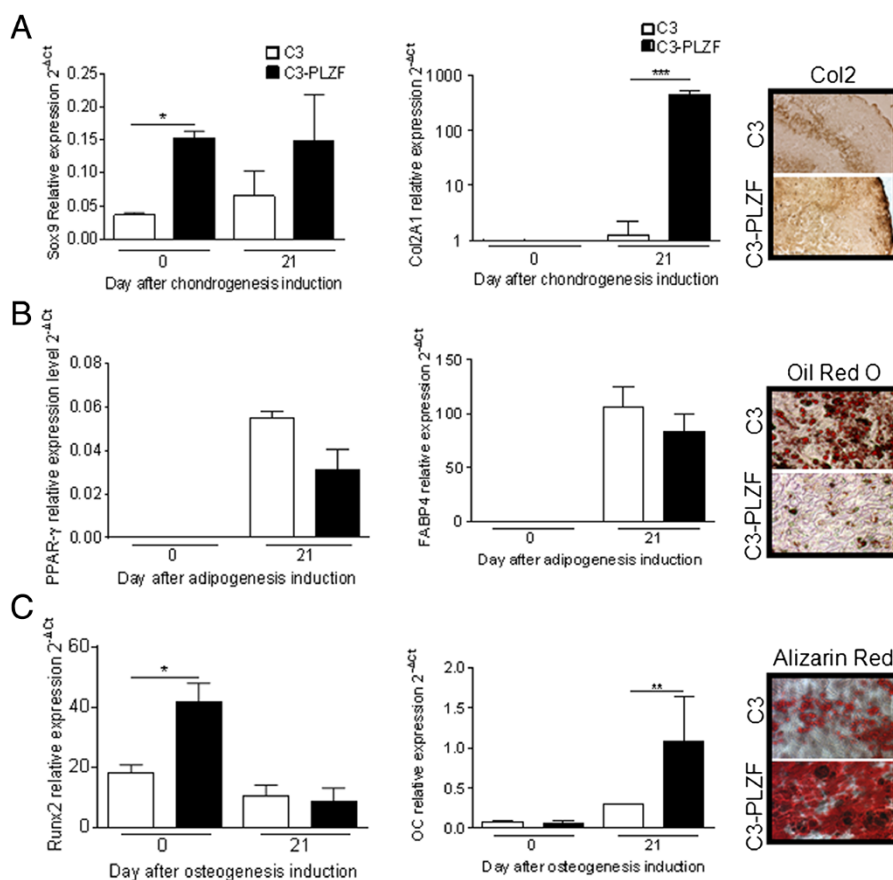 A
C3
C3-PLZF
Sox9 Relative expression 2^-ΔCt
0.25
0.20
0.15
0.10
0.05
0.00
*
0
21
Day after chondrogenesis induction
C3
C3-PLZF
Col2A1 relative expression 2^-ΔCt
1000
100
10
1
***
0
21
Day after chondrogenesis induction
Col2
C3
C3-PLZF
B
PPAR-γ relative expression level 2^-ΔCt
0.08
0.06
0.04
0.02
0.00
0
21
Day after adipogenesis induction
FABP4 relative expression 2^-ΔCt
150
100
50
0
0
21
Day after adipogenesis induction
Oil Red O
C3
C3-PLZF
C
Runx2 relative expression 2^-ΔCt
60
40
20
0
*
0
21
Day after osteogenesis induction
OC relative expression 2^-ΔCt
2.0
1.5
1.0
0.5
0.0
**
0
21
Day after osteogenesis induction
Alizarin Red
C3
C3-PLZF